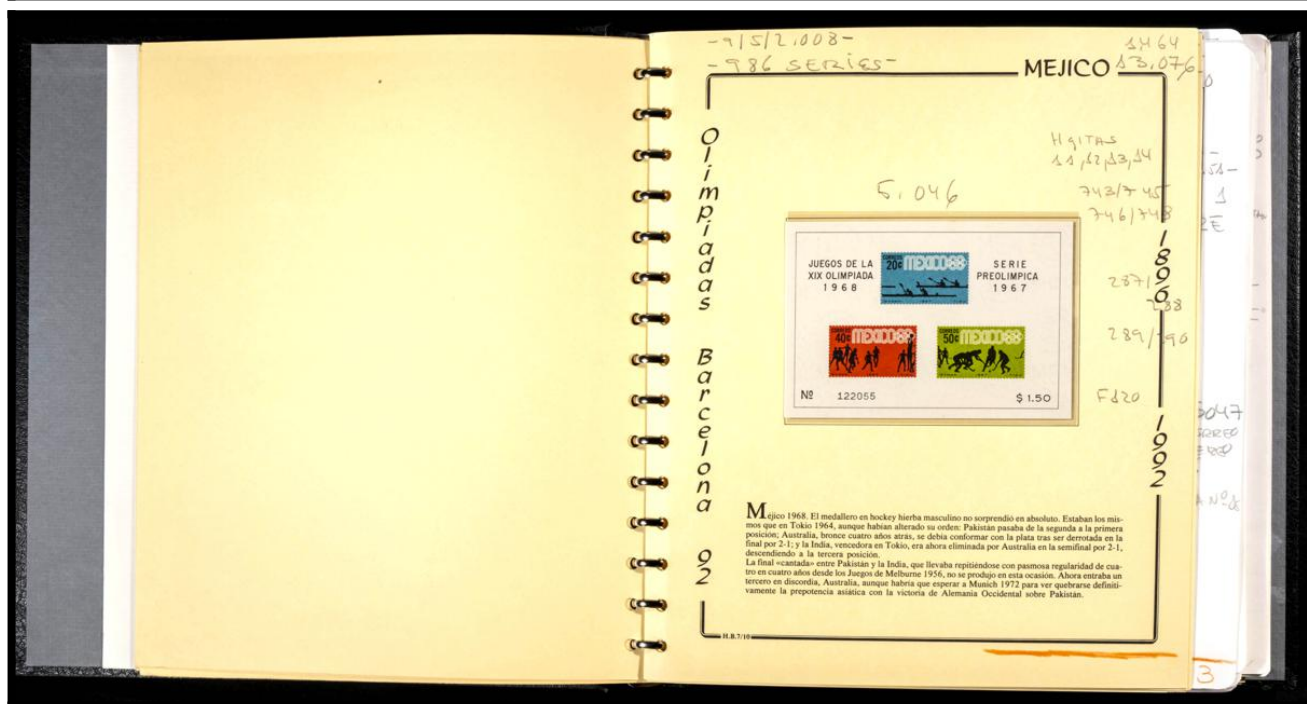 -9/5/2.008-
-986 SERIES-
1464
13,076
MEJICO
Olimpiadas Barcelona 92
HgITAS
11,12,13,14
5.046
743/745
746/748
1896
1992
JUEGOS DE LA
XIX OLIMPIADA
1968
CORREOS
20¢ MEXICO68
SERIE
PREOLIMPICA
1967
CORREOS
40¢ MEXICO68
CORREOS
50¢ MEXICO68
Nº 122055
$ 1.50
287/
288
289/290
F120
Méjico 1968. El medallero en hockey hierba masculino no sorprendió en absoluto. Estaban los mis-
mos que en Tokio 1964, aunque habían alterado su orden: Pakistán pasaba de la segunda a la primera
posición; Australia, bronce cuatro años atrás, se debía conformar con la plata tras ser derrotada en la
final por 2-1; y la India, vencedora en Tokio, era ahora eliminada por Australia en la semifinal por 2-1,
descendiendo a la tercera posición.
La final «cantada» entre Pakistán y la India, que llevaba repitiéndose con pasmosa regularidad de cua-
tro en cuatro años desde los Juegos de Melburne 1956, no se produjo en esta ocasión. Ahora entraba un
tercero en discordia, Australia, aunque habría que esperar a Munich 1972 para ver quebrarse definiti-
vamente la prepotencia asiática con la victoria de Alemania Occidental sobre Pakistán.
H.B.7/10
3